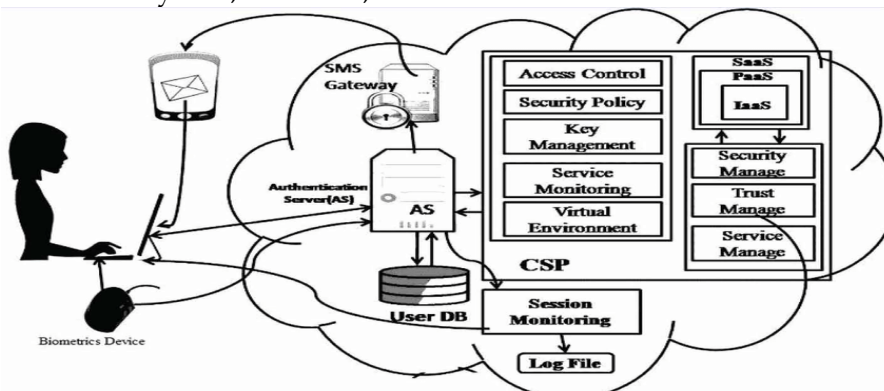 SMS
Gateway
Access Control
Security Policy
Key
Management
Service
Monitoring
Virtual
Environment
SaaS
PaaS
IaaS
Security
Manage
Trust
Manage
Service
Manage
Authentication
Server(AS)
AS
CSP
User DB
Session
Monitoring
Log File
Biometrics Device